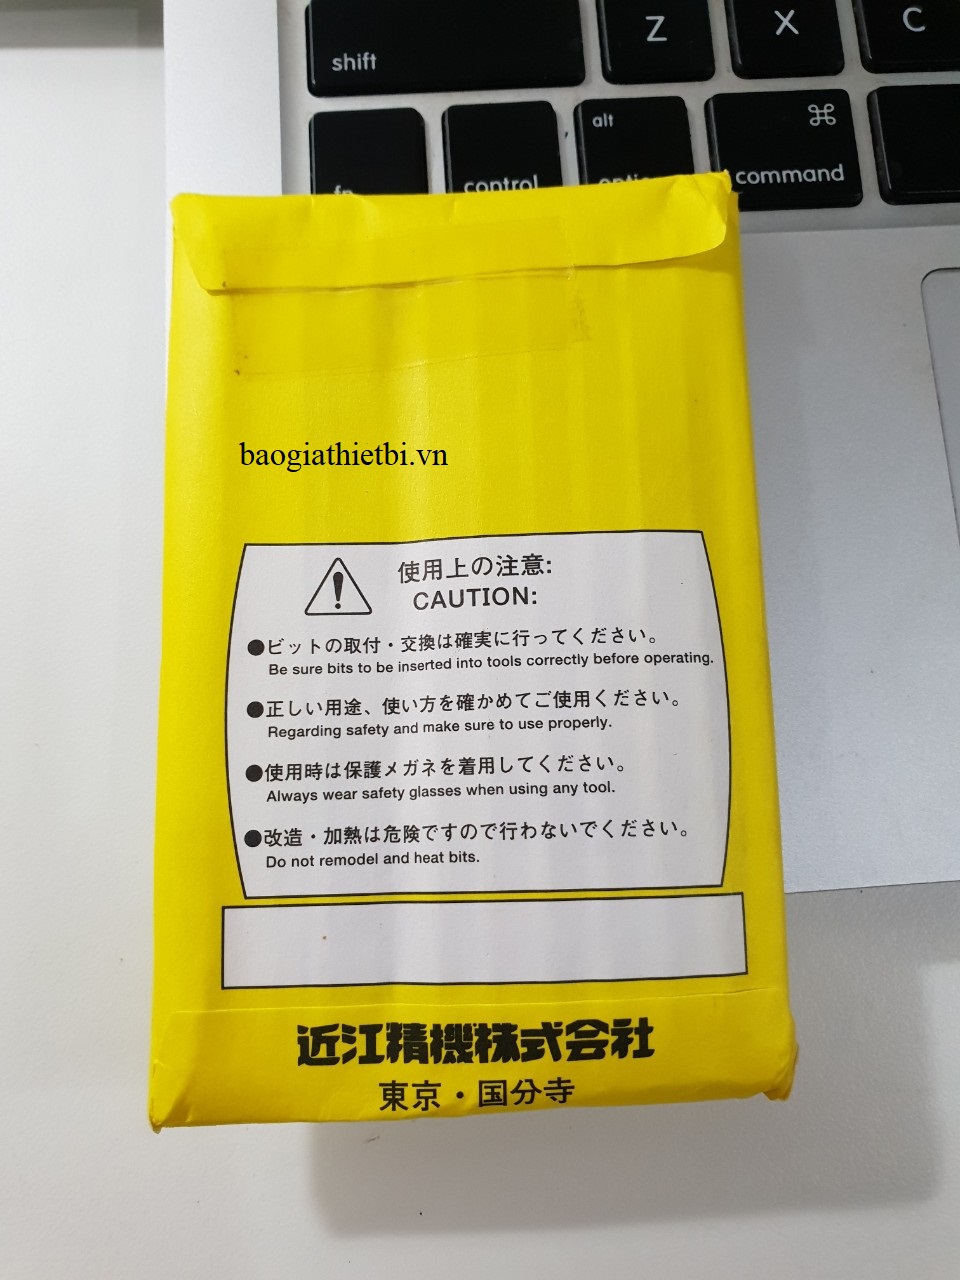 Z
X
C
shift
alt
⌘
fn
control
command
baogiathietbi.vn
使用上の注意:
CAUTION:
●ビットの取付・交換は確実に行ってください。
Be sure bits to be inserted into tools correctly before operating.
●正しい用途、使い方を確かめてご使用ください。
Regarding safety and make sure to use properly.
●使用時は保護メガネを着用してください。
Always wear safety glasses when using any tool.
●改造・加熱は危険ですので行わないでください。
Do not remodel and heat bits.
近江精機株式会社
東京・国分寺